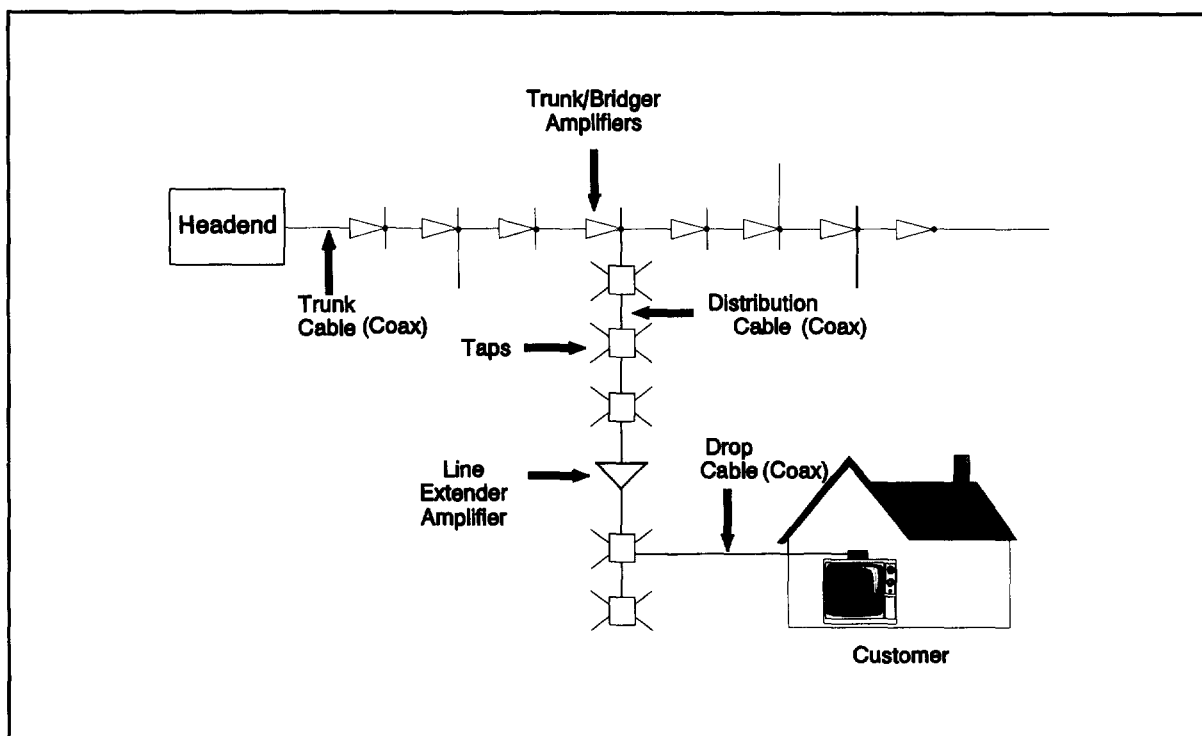 Trunk/Bridger
Amplifiers
Headend
Trunk
Cable (Coax)
Distribution
Cable (Coax)
Taps
Drop
Cable (Coax)
Line
Extender
Amplifier
Customer